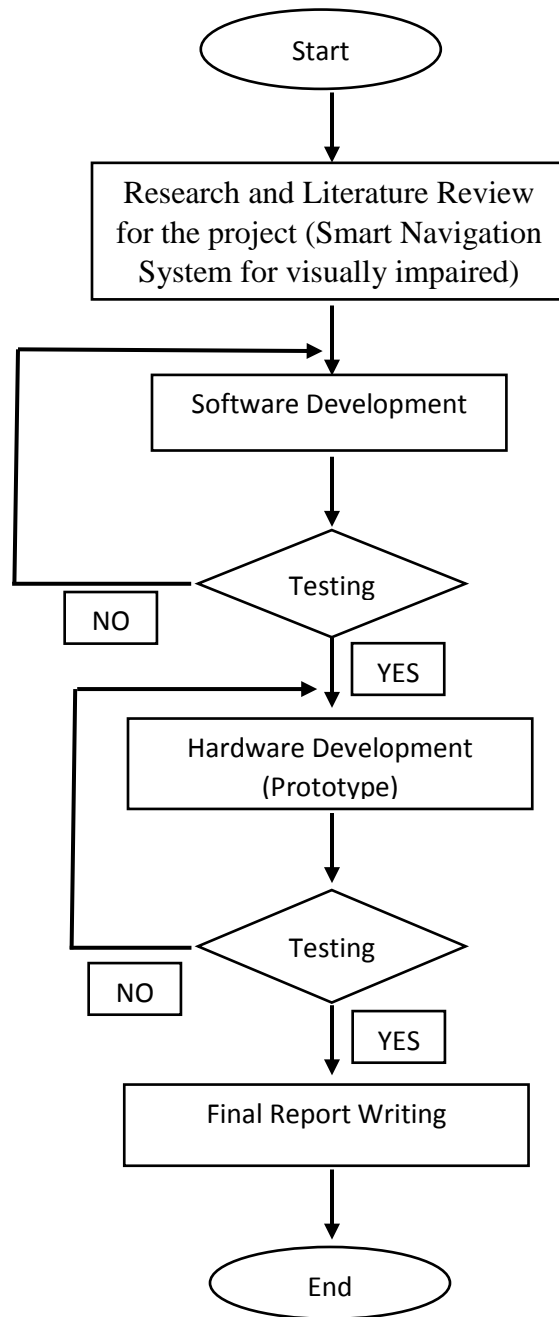 Start
Research and Literature Review
for the project (Smart Navigation
System for visually impaired)
Software Development
Testing
NO
YES
Hardware Development
(Prototype)
Testing
NO
YES
Final Report Writing
End